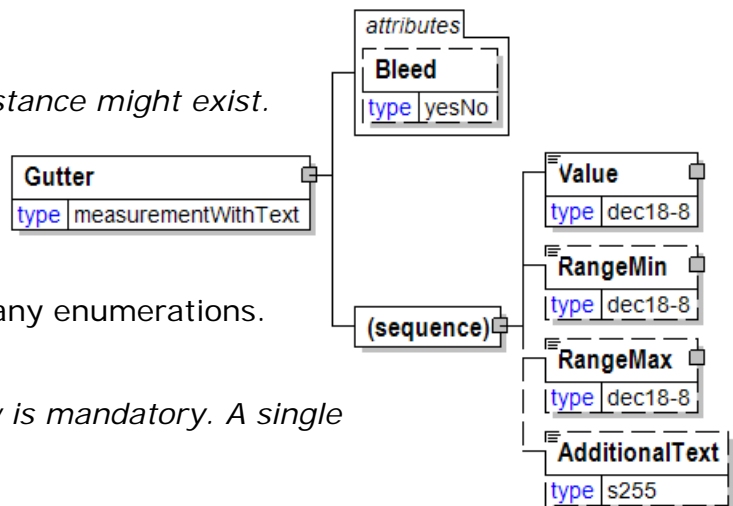 stance might exist.
any enumerations.
y is mandatory. A single
Gutter
type measurementWithText
attributes
Bleed
type yesNo
(sequence)
Value
type dec18-8
RangeMin
type dec18-8
RangeMax
type dec18-8
AdditionalText
type s255